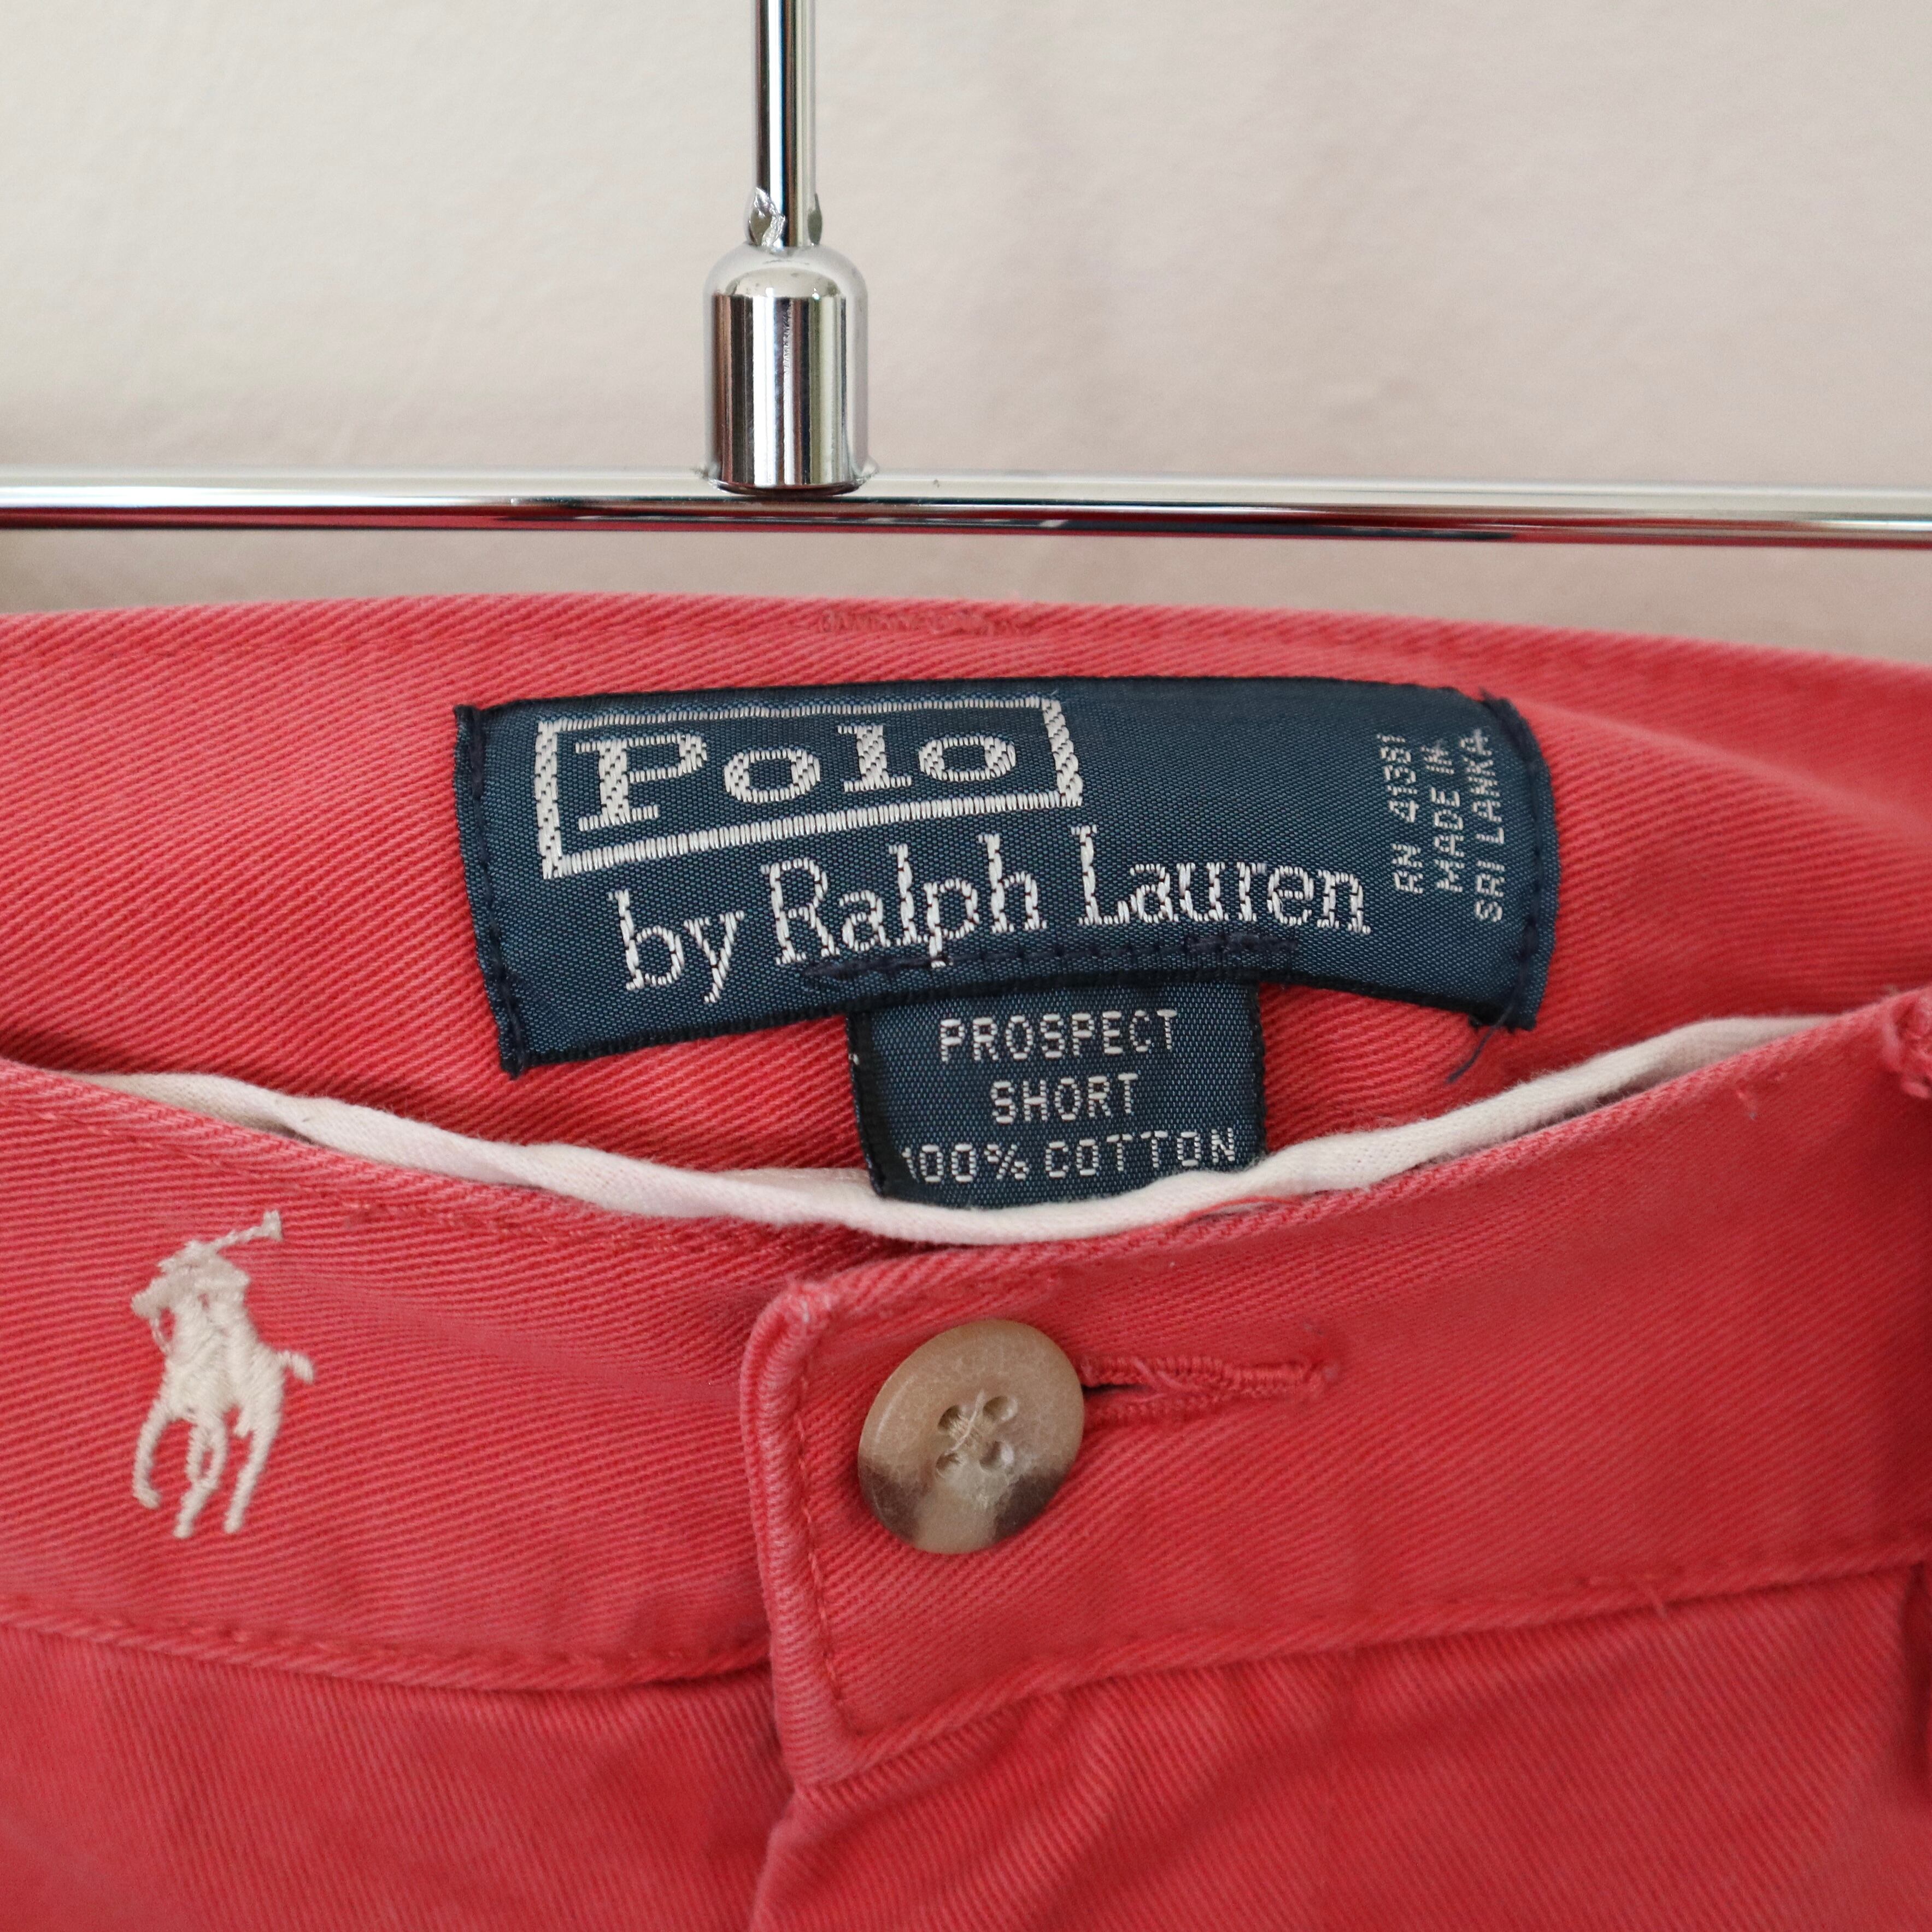 Polo
by Ralph Lauren
RN 41381
MADE IN
SRI LANKA
PROSPECT
SHORT
100% COTTON